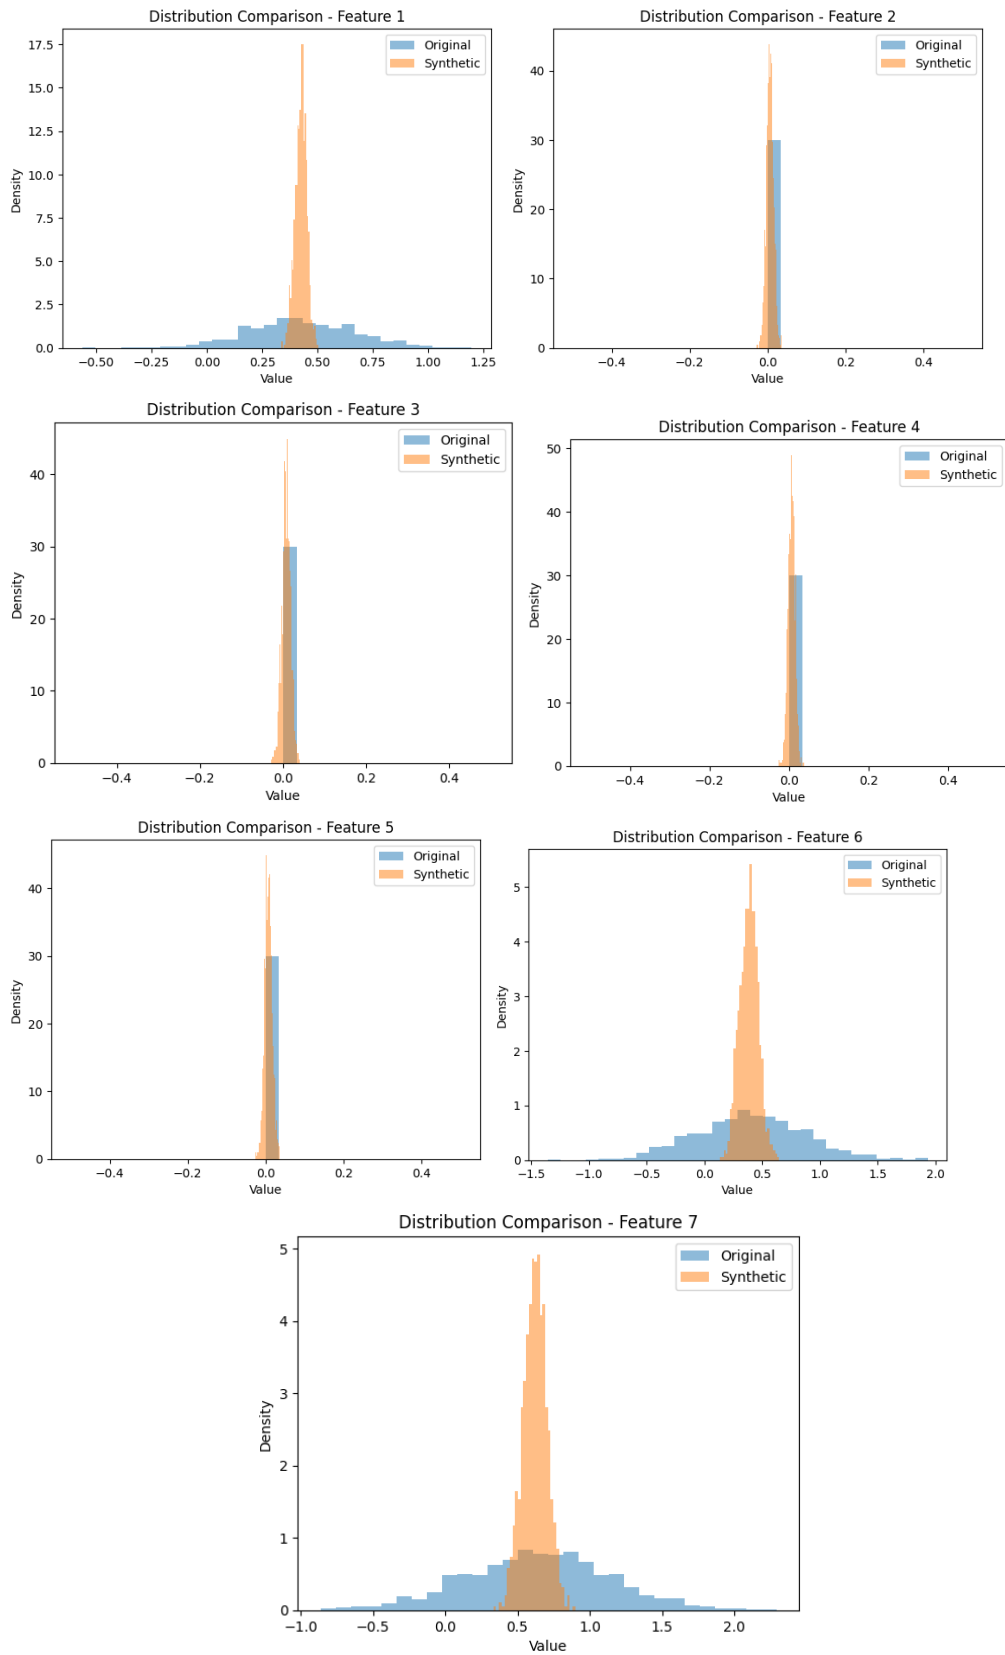 Distribution Comparison - Feature 1
Original
Synthetic
Density
17.5
15.0
12.5
10.0
7.5
5.0
2.5
0.0
−0.50 −0.25 0.00 0.25 0.50 0.75 1.00 1.25
Value
Distribution Comparison - Feature 2
Original
Synthetic
Density
40
30
20
10
0
−0.4 −0.2 0.0 0.2 0.4
Value
Distribution Comparison - Feature 3
Original
Synthetic
Density
40
30
20
10
0
−0.4 −0.2 0.0 0.2 0.4
Value
Distribution Comparison - Feature 4
Original
Synthetic
Density
50
40
30
20
10
0
−0.4 −0.2 0.0 0.2 0.4
Value
Distribution Comparison - Feature 5
Original
Synthetic
Density
40
30
20
10
0
−0.4 −0.2 0.0 0.2 0.4
Value
Distribution Comparison - Feature 6
Original
Synthetic
Density
5
4
3
2
1
0
−1.5 −1.0 −0.5 0.0 0.5 1.0 1.5 2.0
Value
Distribution Comparison - Feature 7
Original
Synthetic
Density
5
4
3
2
1
0
−1.0 −0.5 0.0 0.5 1.0 1.5 2.0
Value